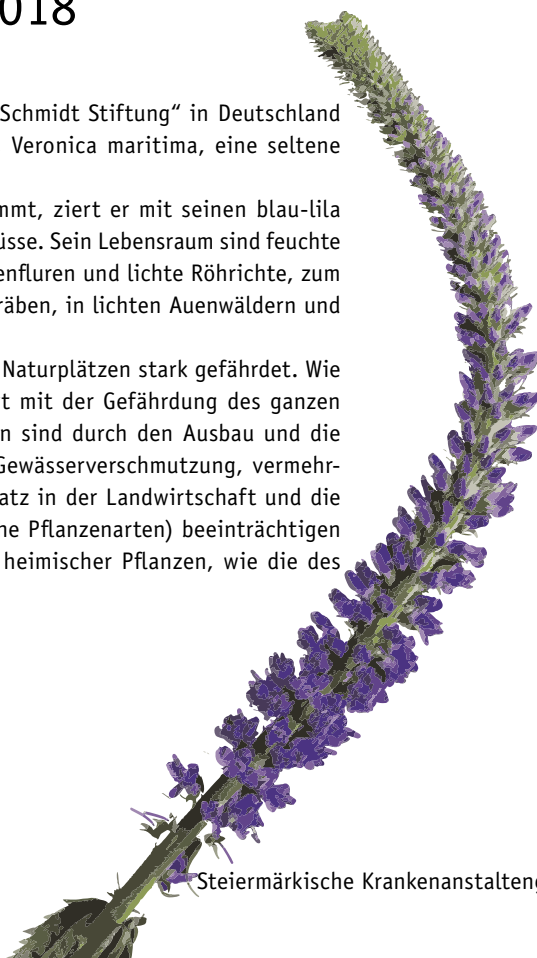 018
Schmidt Stiftung“ in Deutschland
Veronica maritima, eine seltene
mmt, ziert er mit seinen blau-lila
üsse. Sein Lebensraum sind feuchte
enfluren und lichte Röhrichte, zum
räben, in lichten Auenwäldern und
Naturplätzen stark gefährdet. Wie
t mit der Gefährdung des ganzen
n sind durch den Ausbau und die
Gewässerverschmutzung, vermehr-
atz in der Landwirtschaft und die
he Pflanzenarten) beeinträchtigen
heimischer Pflanzen, wie die des
Steiermärkische Krankenanstalteng